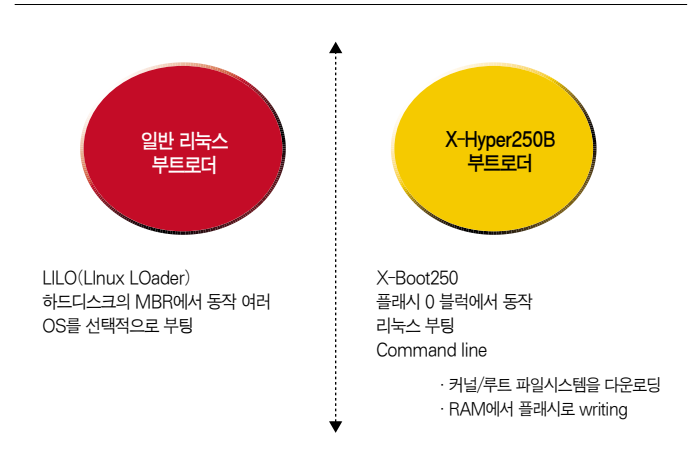 일반 리눅스
부트로더
X-Hyper250B
부트로더
LILO(LInux LOader)
하드디스크의 MBR에서 동작 여러
OS를 선택적으로 부팅
X-Boot250
플래시 0 블럭에서 동작
리눅스 부팅
Command line
· 커널/루트 파일시스템을 다운로딩
· RAM에서 플래시로 writing